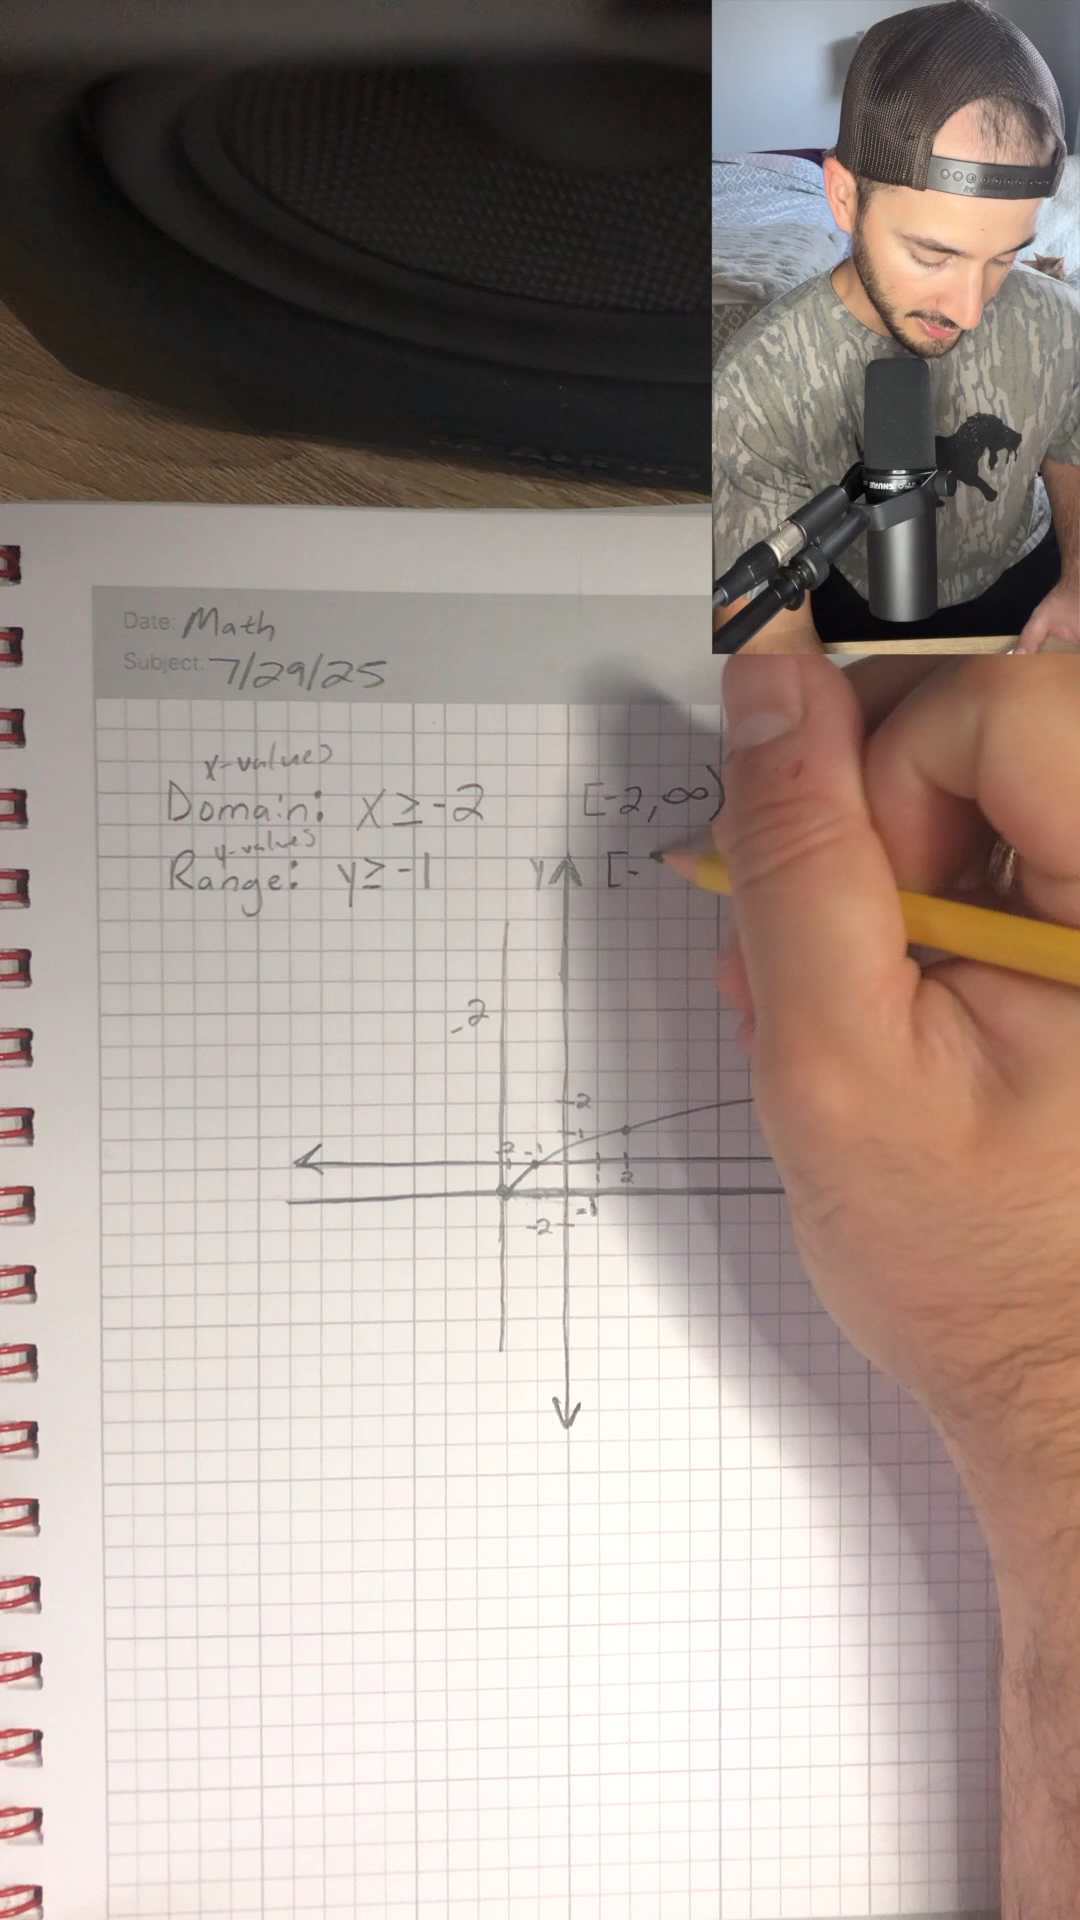 Date: Math
Subject: 7/29/25
x-values
Domain: x ≥ -2 [-2, ∞)
y-values
Range: y ≥ -1 y [-
-2
2
1
-2 -1
2
-1
-2
SHURE